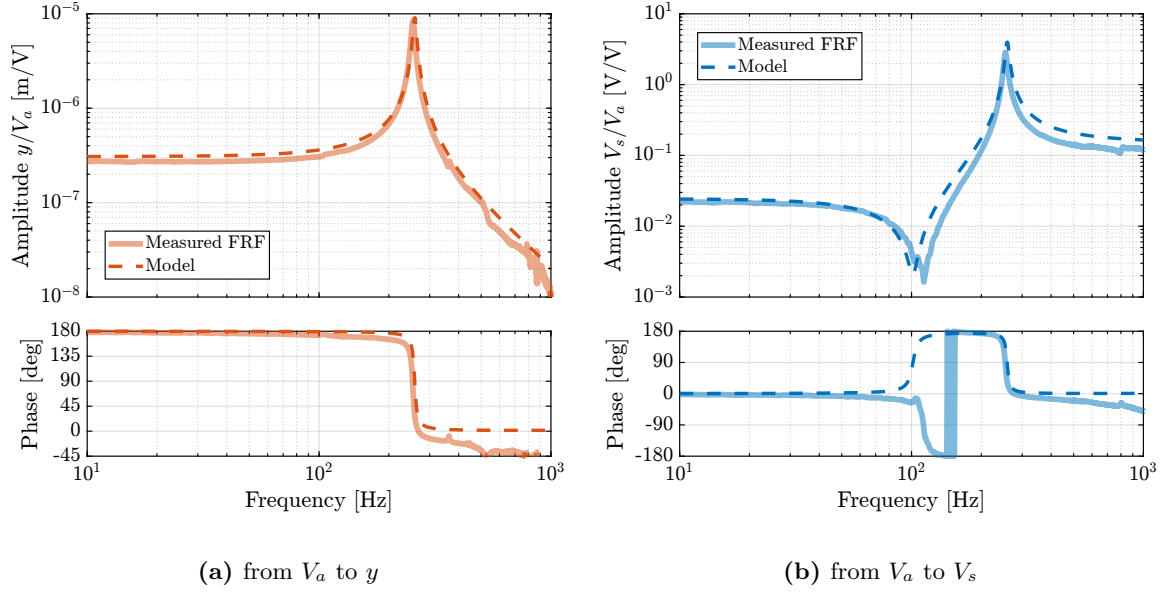 Amplitude y/V_a [m/V]
10^-5
10^-6
10^-7
10^-8
Measured FRF
Model
Phase [deg]
180
135
90
45
0
-45
10^1
10^2
10^3
Frequency [Hz]
(a) from V_a to y
Amplitude V_s/V_a [V/V]
10^1
10^0
10^-1
10^-2
10^-3
Measured FRF
Model
Phase [deg]
180
90
0
-90
-180
10^1
10^2
10^3
Frequency [Hz]
(b) from V_a to V_s